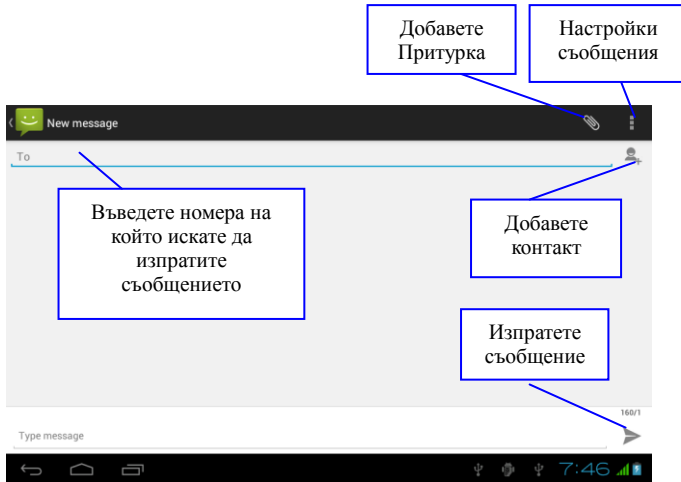 Добавете
Притурка
Настройки
съобщения
New message
To
Въведете номера на
който искате да
изпратите
съобщението
Добавете
контакт
Изпратете
съобщение
160/1
Type message
7:46